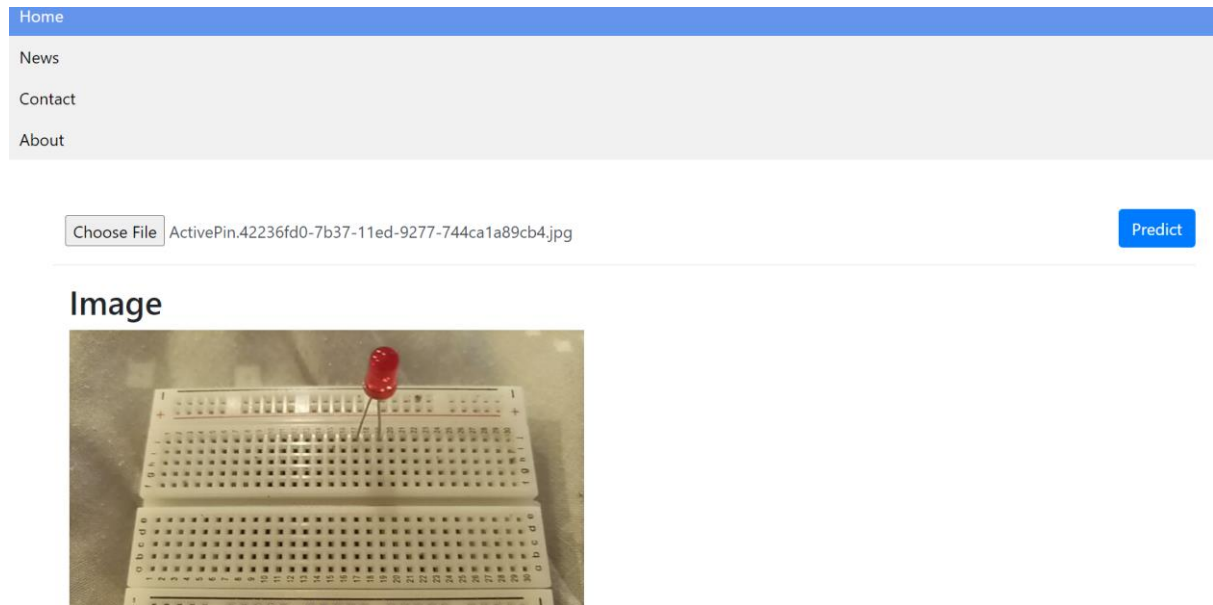 Home
News
Contact
About
Choose File ActivePin.42236fd0-7b37-11ed-9277-744ca1a89cb4.jpg
Predict
Image